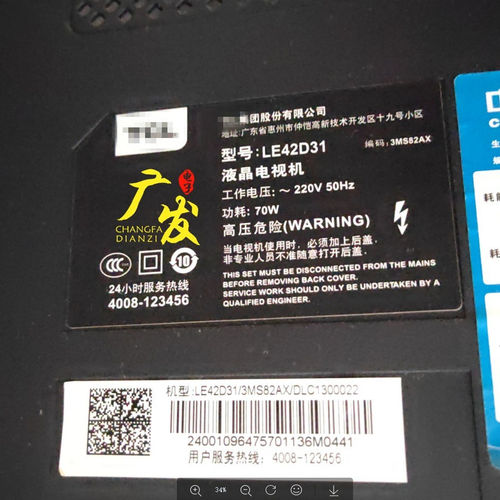 集团股份有限公司
地址:广东省惠州市仲恺高新技术开发区十九号小区
型号:LE42D31
编码:3MS82AX
液晶电视机
工作电压:~ 220V 50Hz
功耗: 70W
高压危险(WARNING)
当电视机使用时,必须加上后盖.
非专业人员不准随意打开后盖.
THIS SET MUST BE DISCONNECTED FROM THE MAINS
BEFORE REMOVING BACK COVER.
SERVICE WORK SHOULD ONLY BE UNDERTAKEN BY A
QUALIFIED ENGINEER.
广发
电子
CHANGFA
DIANZI
CCC
10
24小时服务热线
4008-123456
机型:LE42D31/3MS82AX/DLC1300022
24001096475701136M0441
用户服务热线: 4008-123456
34%